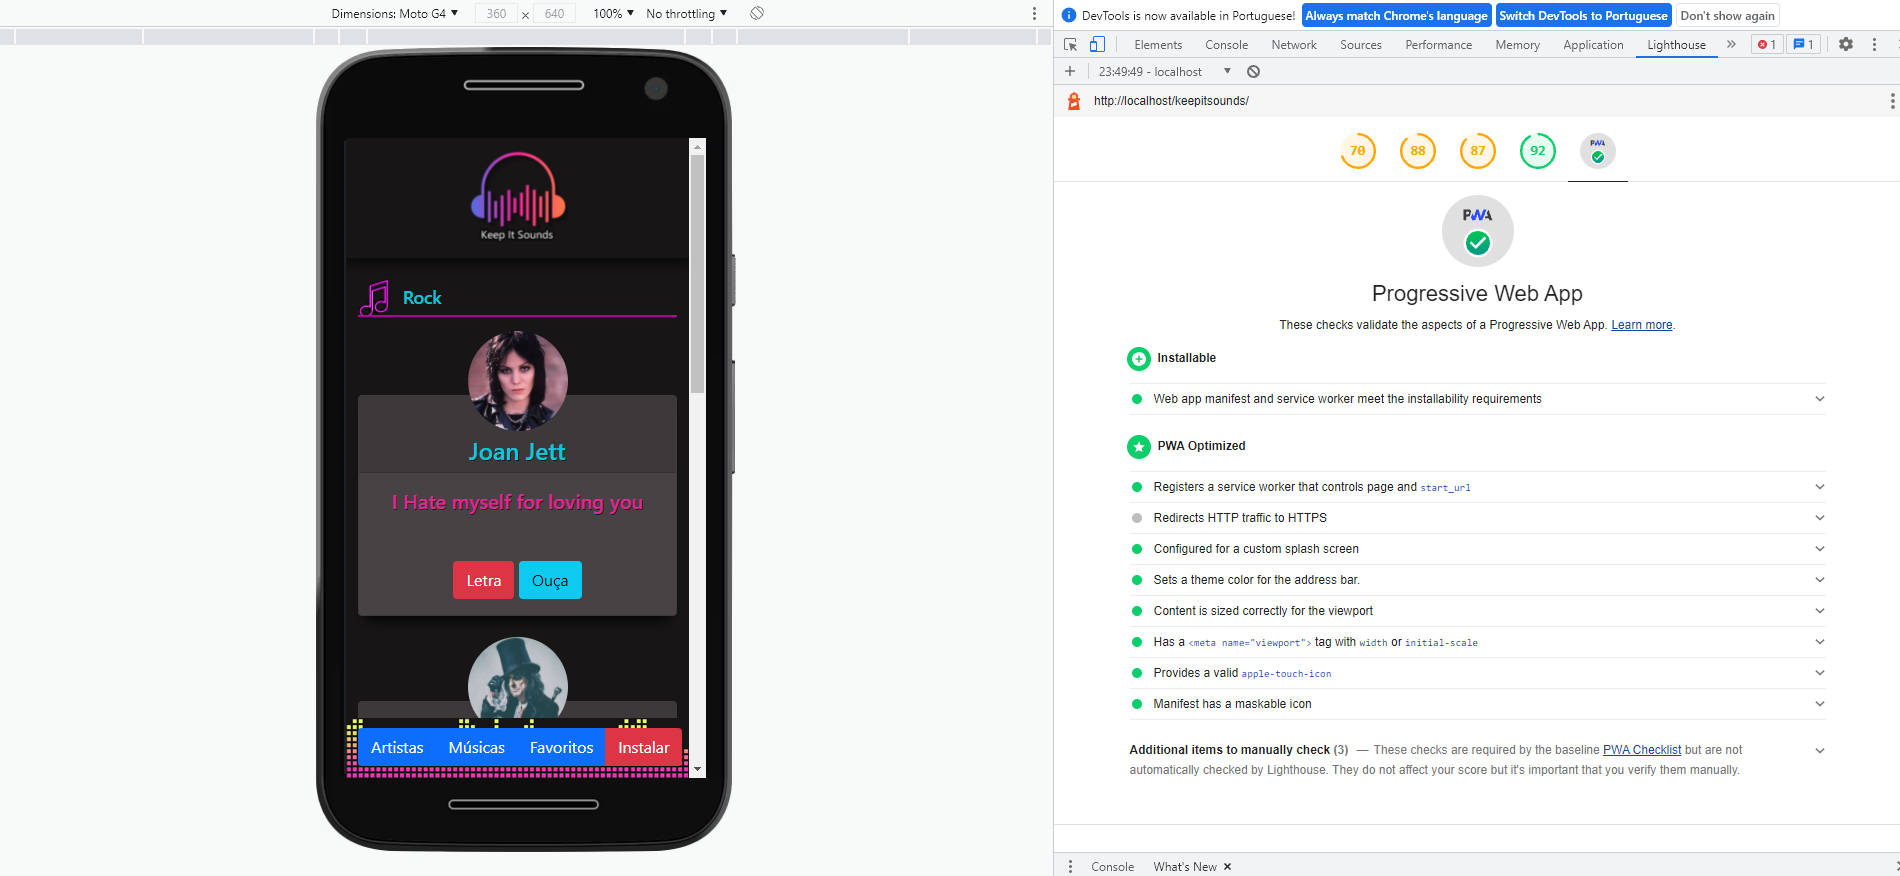 Dimensions: Moto G4 ▼ 360 × 640 100% ▼ No throttling ▼
Keep It Sounds
Rock
Joan Jett
I Hate myself for loving you
Letra Ouça
Artistas Músicas Favoritos Instalar
DevTools is now available in Portuguese! Always match Chrome's language Switch DevTools to Portuguese Don't show again
Elements Console Network Sources Performance Memory Application Lighthouse » 1 1
+ 23:49:49 - localhost ▼
http://localhost/keepitsounds/
70 88 87 92 PWA
PWA
Progressive Web App
These checks validate the aspects of a Progressive Web App. Learn more.
Installable
Web app manifest and service worker meet the installability requirements
PWA Optimized
Registers a service worker that controls page and start_url
Redirects HTTP traffic to HTTPS
Configured for a custom splash screen
Sets a theme color for the address bar.
Content is sized correctly for the viewport
Has a <meta name="viewport"> tag with width or initial-scale
Provides a valid apple-touch-icon
Manifest has a maskable icon
Additional items to manually check (3) — These checks are required by the baseline PWA Checklist but are not
automatically checked by Lighthouse. They do not affect your score but it's important that you verify them manually.
Console What's New ×